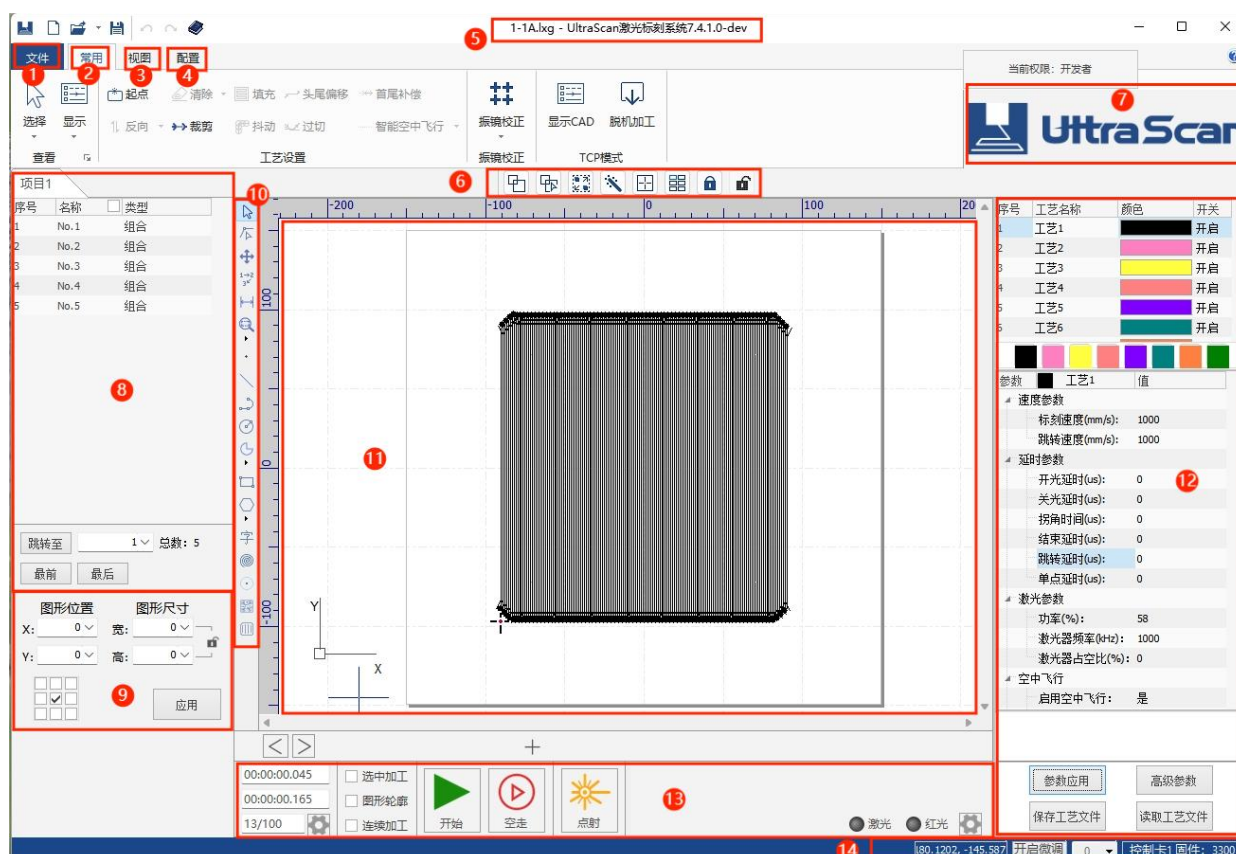 1-1A.lxg - UltraScan激光标刻系统7.4.1.0-dev
5
文件 常用 视图 配置
1 2 3 4
当前权限：开发者
7
选择 显示 起点 清除 填充 头尾偏移 首尾补偿 振镜校正 显示CAD 脱机加工
反向 裁剪 抖动 过切 智能空中飞行
查看 工艺设置 振镜校正 TCP模式
UltraScan
项目1
6
10
序号 名称 类型
1 No.1 组合
2 No.2 组合
3 No.3 组合
4 No.4 组合
5 No.5 组合
8
跳转至 1 总数：5
最前 最后
图形位置 图形尺寸
X: 0 宽: 0
Y: 0 高: 0
9
应用
字
-200 -100 0 100 20
100
0
-100
11
Y
X
序号 工艺名称 颜色 开关
1 工艺1 开启
2 工艺2 开启
3 工艺3 开启
4 工艺4 开启
5 工艺5 开启
6 工艺6 开启
参数 工艺1 值
速度参数
标刻速度(mm/s): 1000
跳转速度(mm/s): 1000
延时参数
开光延时(us): 0
12
关光延时(us): 0
拐角时间(us): 0
结束延时(us): 0
跳转延时(us): 0
单点延时(us): 0
激光参数
功率(%): 58
激光器频率(kHz): 1000
激光器占空比(%): 0
空中飞行
启用空中飞行: 是
参数应用 高级参数
保存工艺文件 读取工艺文件
00:00:00.045 选中加工
00:00:00.165 图形轮廓
13/100 连续加工 开始 空走 点射
13
激光 红光
14
180.1202, -145.587 开启微调 0 控制卡1 固件: 3300